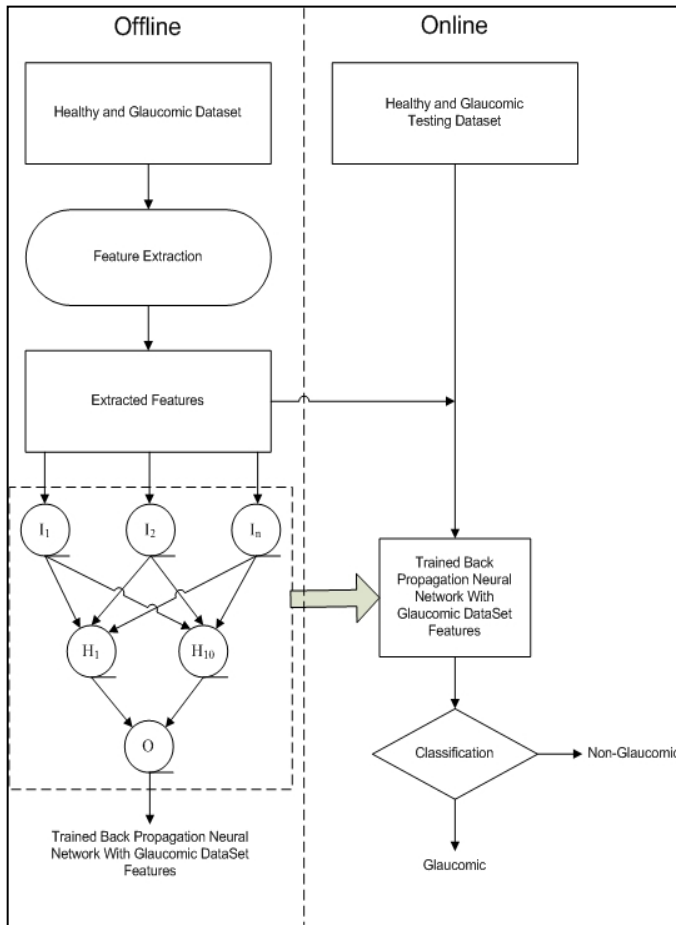 Offline
Online
Healthy and Glaucomic Dataset
Healthy and Glaucomic
Testing Dataset
Feature Extraction
Extracted Features
I1
I2
In
Trained Back
Propagation Neural
Network With
Glaucomic DataSet
Features
H1
H10
O
Classification
Non-Glaucomic
Trained Back Propagation Neural
Network With Glaucomic DataSet
Features
Glaucomic